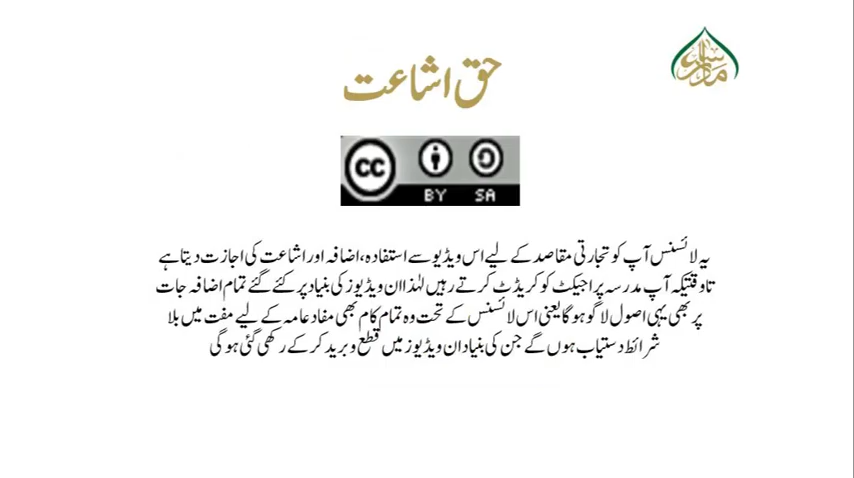 حق اشاعت
مدرسہ
cc
BY SA
یہ لائسنس آپ کو تجارتی مقاصد کے لیے اس ویڈیو سے استفادہ، اضافہ اور اشاعت کی اجازت دیتا ہے
تاوقتیکہ آپ مدرسہ پراجیکٹ کو کریڈٹ کرتے رہیں لہٰذا ان ویڈیوز کی بنیاد پر کئے گئے تمام اضافہ جات
پر بھی یہی اصول لاگو ہوگا یعنی اس لائسنس کے تحت وہ تمام کام بھی مفاد عامہ کے لیے مفت میں بلا
شرائط دستیاب ہوں گے جن کی بنیاد ان ویڈیوز میں قطع و برید کر کے رکھی گئی ہوگی